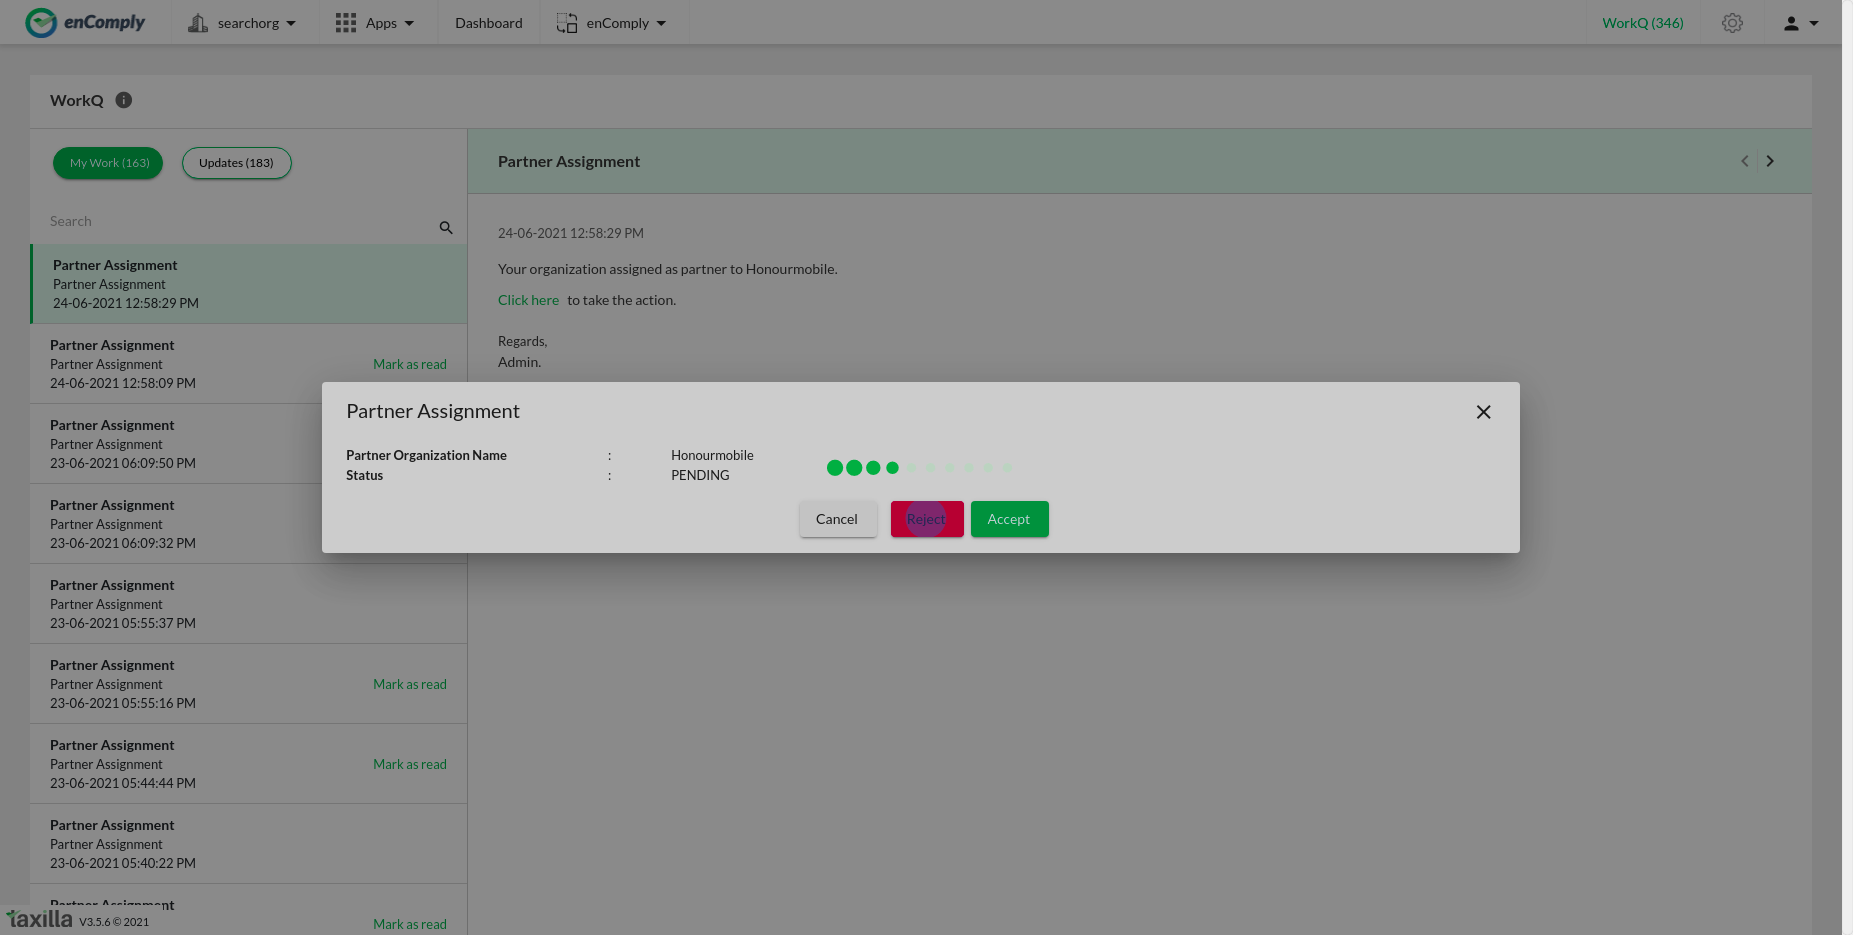 enComply
searchorg
Apps
Dashboard
enComply
WorkQ (346)
WorkQ
My Work (163)
Updates (183)
Search
Partner Assignment
Partner Assignment
24-06-2021 12:58:29 PM
Partner Assignment
Partner Assignment
Mark as read
24-06-2021 12:58:09 PM
Partner Assignment
Partner Assignment
23-06-2021 06:09:50 PM
Partner Assignment
Partner Assignment
23-06-2021 06:09:32 PM
Partner Assignment
Partner Assignment
23-06-2021 05:55:37 PM
Partner Assignment
Partner Assignment
Mark as read
23-06-2021 05:55:16 PM
Partner Assignment
Partner Assignment
Mark as read
23-06-2021 05:44:44 PM
Partner Assignment
Partner Assignment
23-06-2021 05:40:22 PM
Partner Assignment
Mark as read
taxilla V3.5.6 © 2021
Partner Assignment
24-06-2021 12:58:29 PM
Your organization assigned as partner to Honourmobile.
Click here to take the action.
Regards,
Admin.
Partner Assignment
Partner Organization Name : Honourmobile
Status : PENDING
Cancel
Reject
Accept